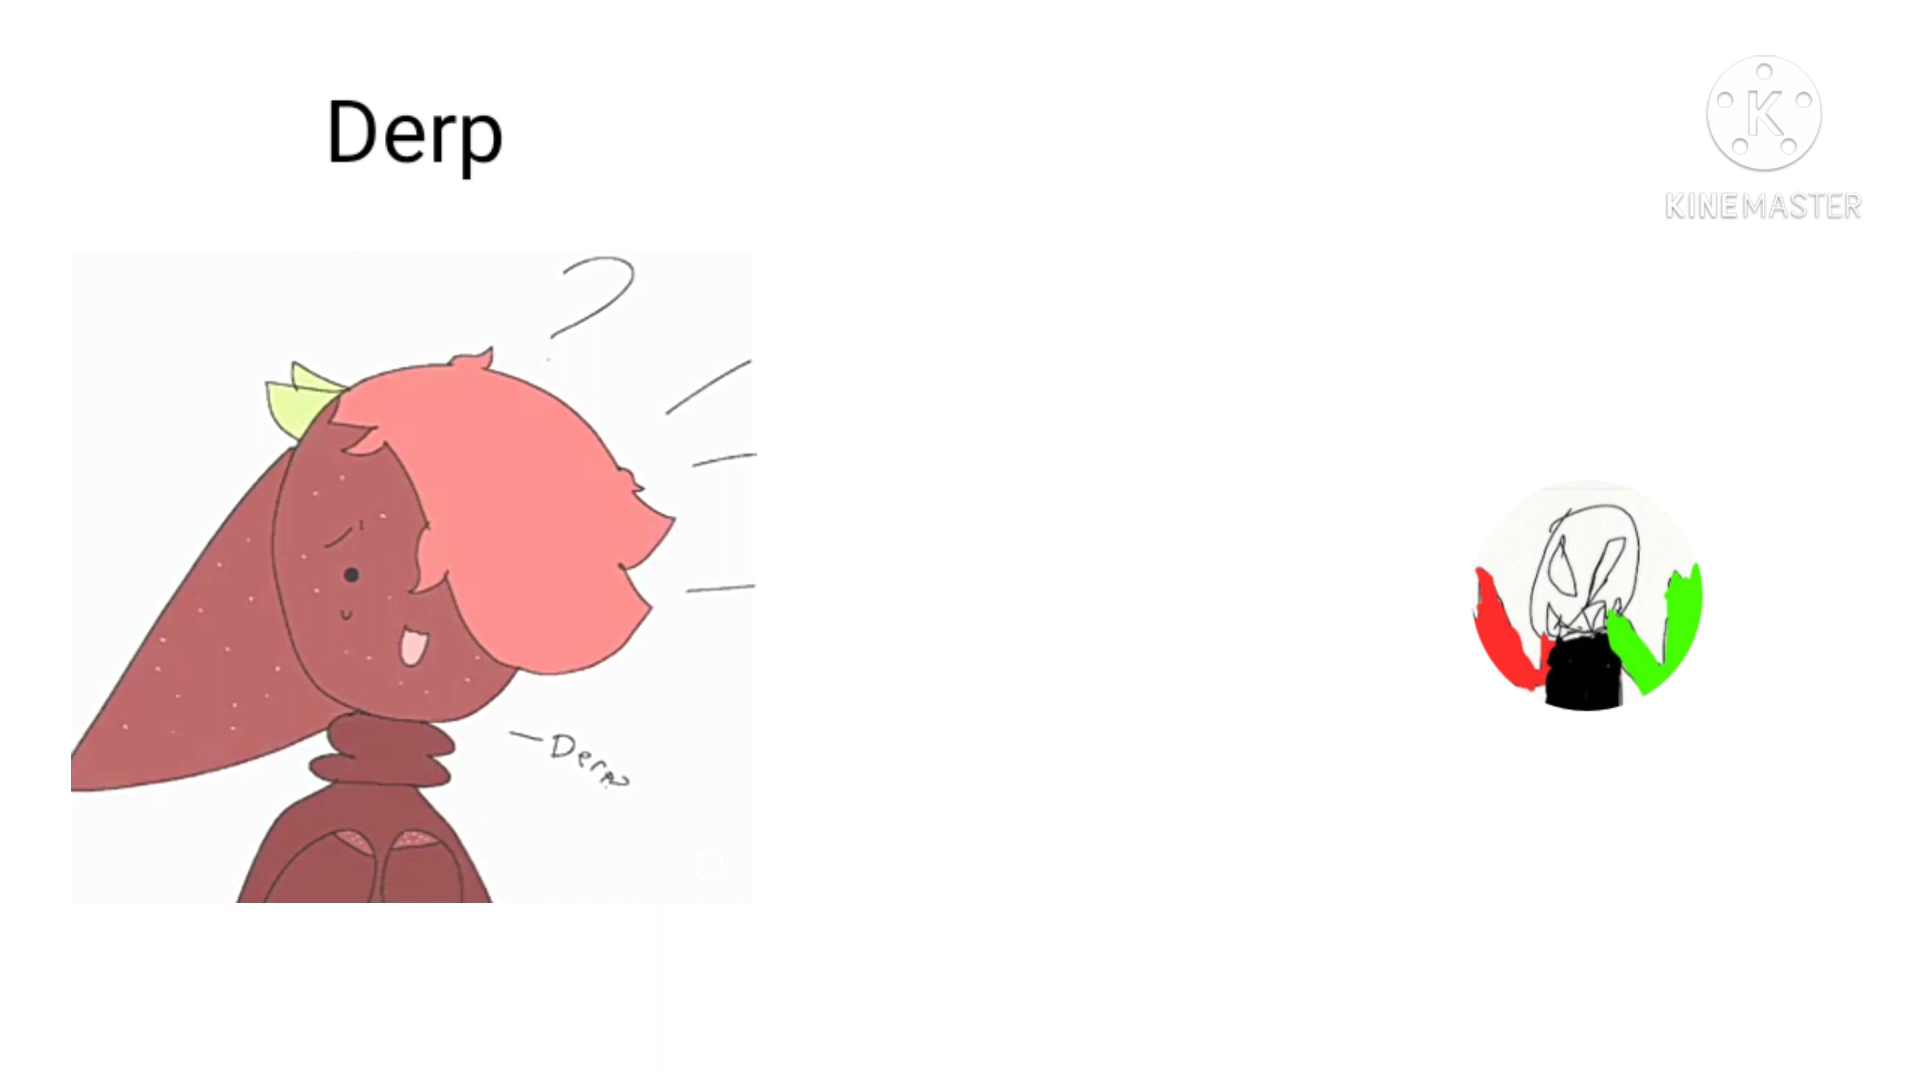 Derp
K
KINEMASTER
?
- Derp